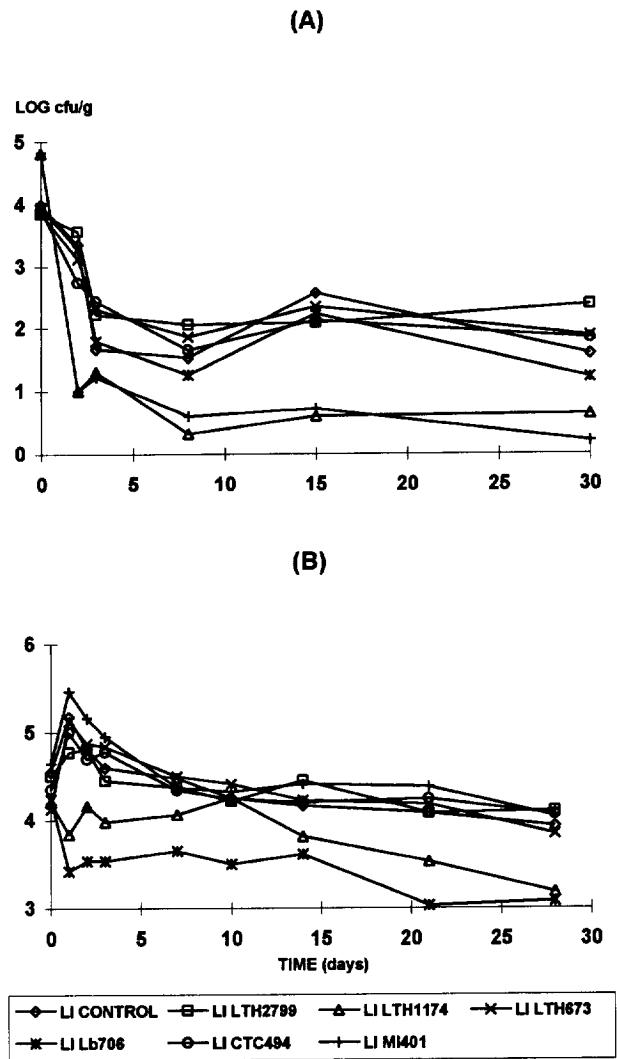 (A)
LOG cfu/g
5
4
3
2
1
0
0 5 10 15 20 25 30
(B)
6
5
4
3
0 5 10 15 20 25 30
TIME (days)
LI CONTROL LI LTH2799 LI LTH1174 LI LTH673
LI Lb706 LI CTC494 LI MI401